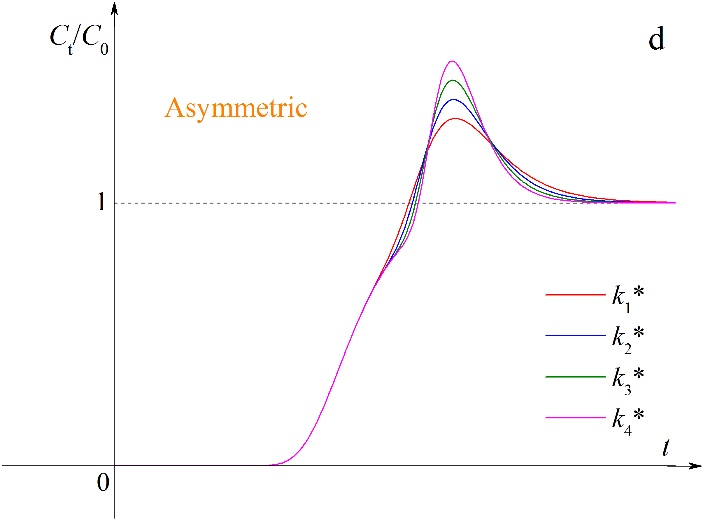 Cₜ/C₀
d
Asymmetric
1
k₁*
k₂*
k₃*
k₄*
t
0